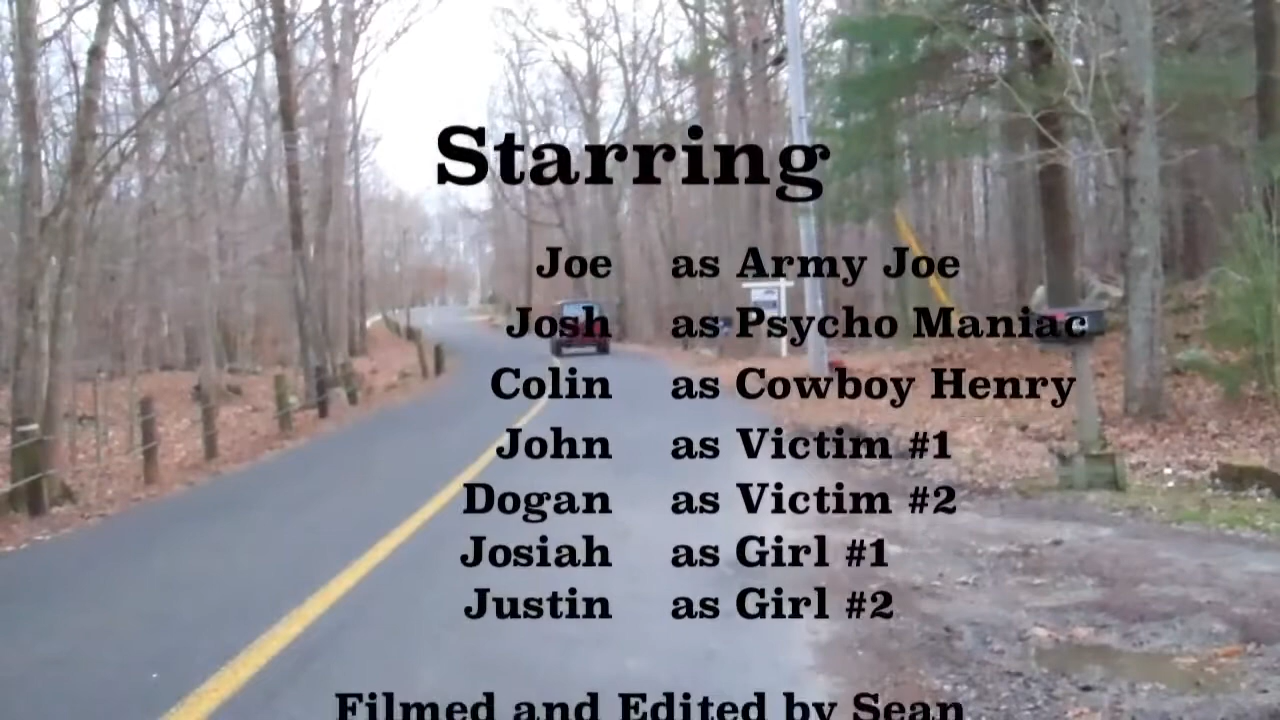 Starring
Joe as Army Joe
Josh as Psycho Maniac
Colin as Cowboy Henry
John as Victim #1
Dogan as Victim #2
Josiah as Girl #1
Justin as Girl #2
Filmed and Edited by Sean